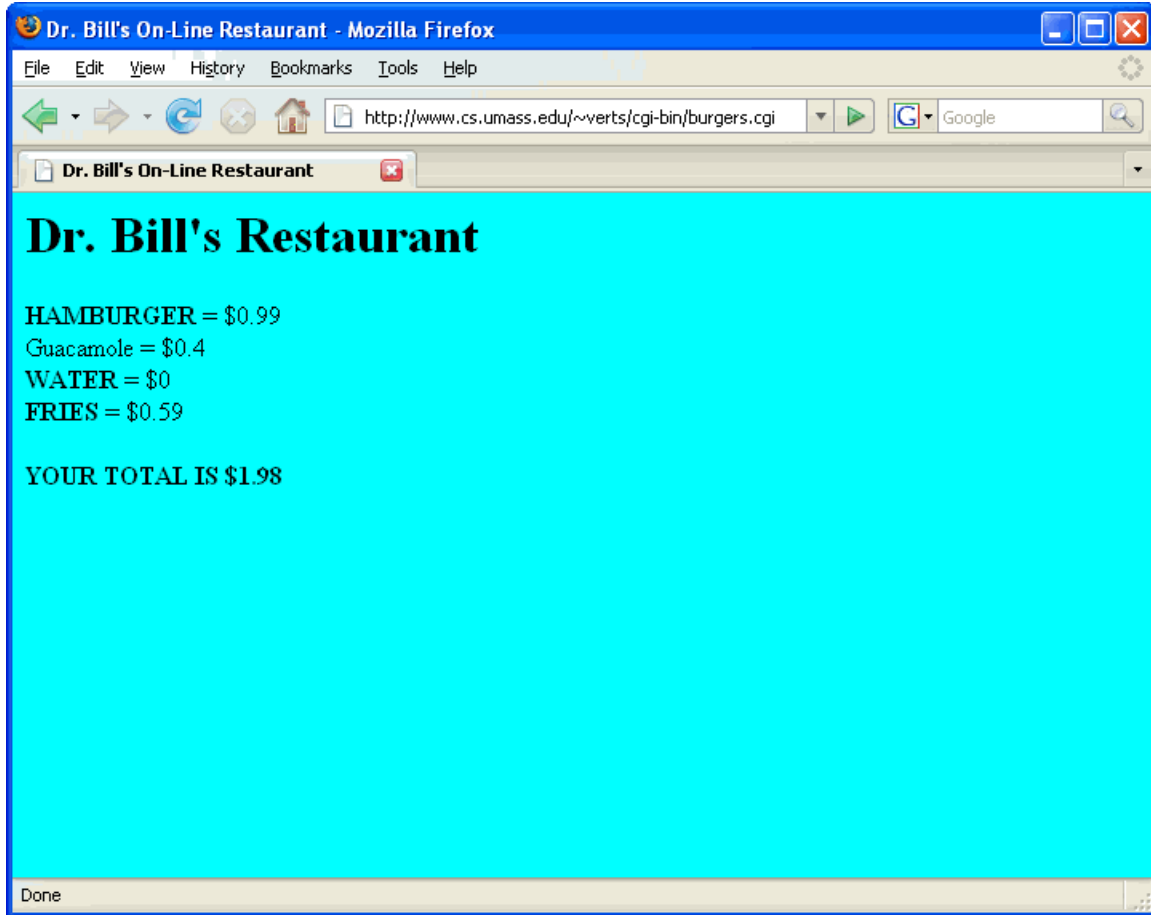 Dr. Bill's On-Line Restaurant - Mozilla Firefox
File Edit View History Bookmarks Tools Help
http://www.cs.umass.edu/~verts/cgi-bin/burgers.cgi G Google
Dr. Bill's On-Line Restaurant
Dr. Bill's Restaurant
HAMBURGER = $0.99
Guacamole = $0.4
WATER = $0
FRIES = $0.59
YOUR TOTAL IS $1.98
Done